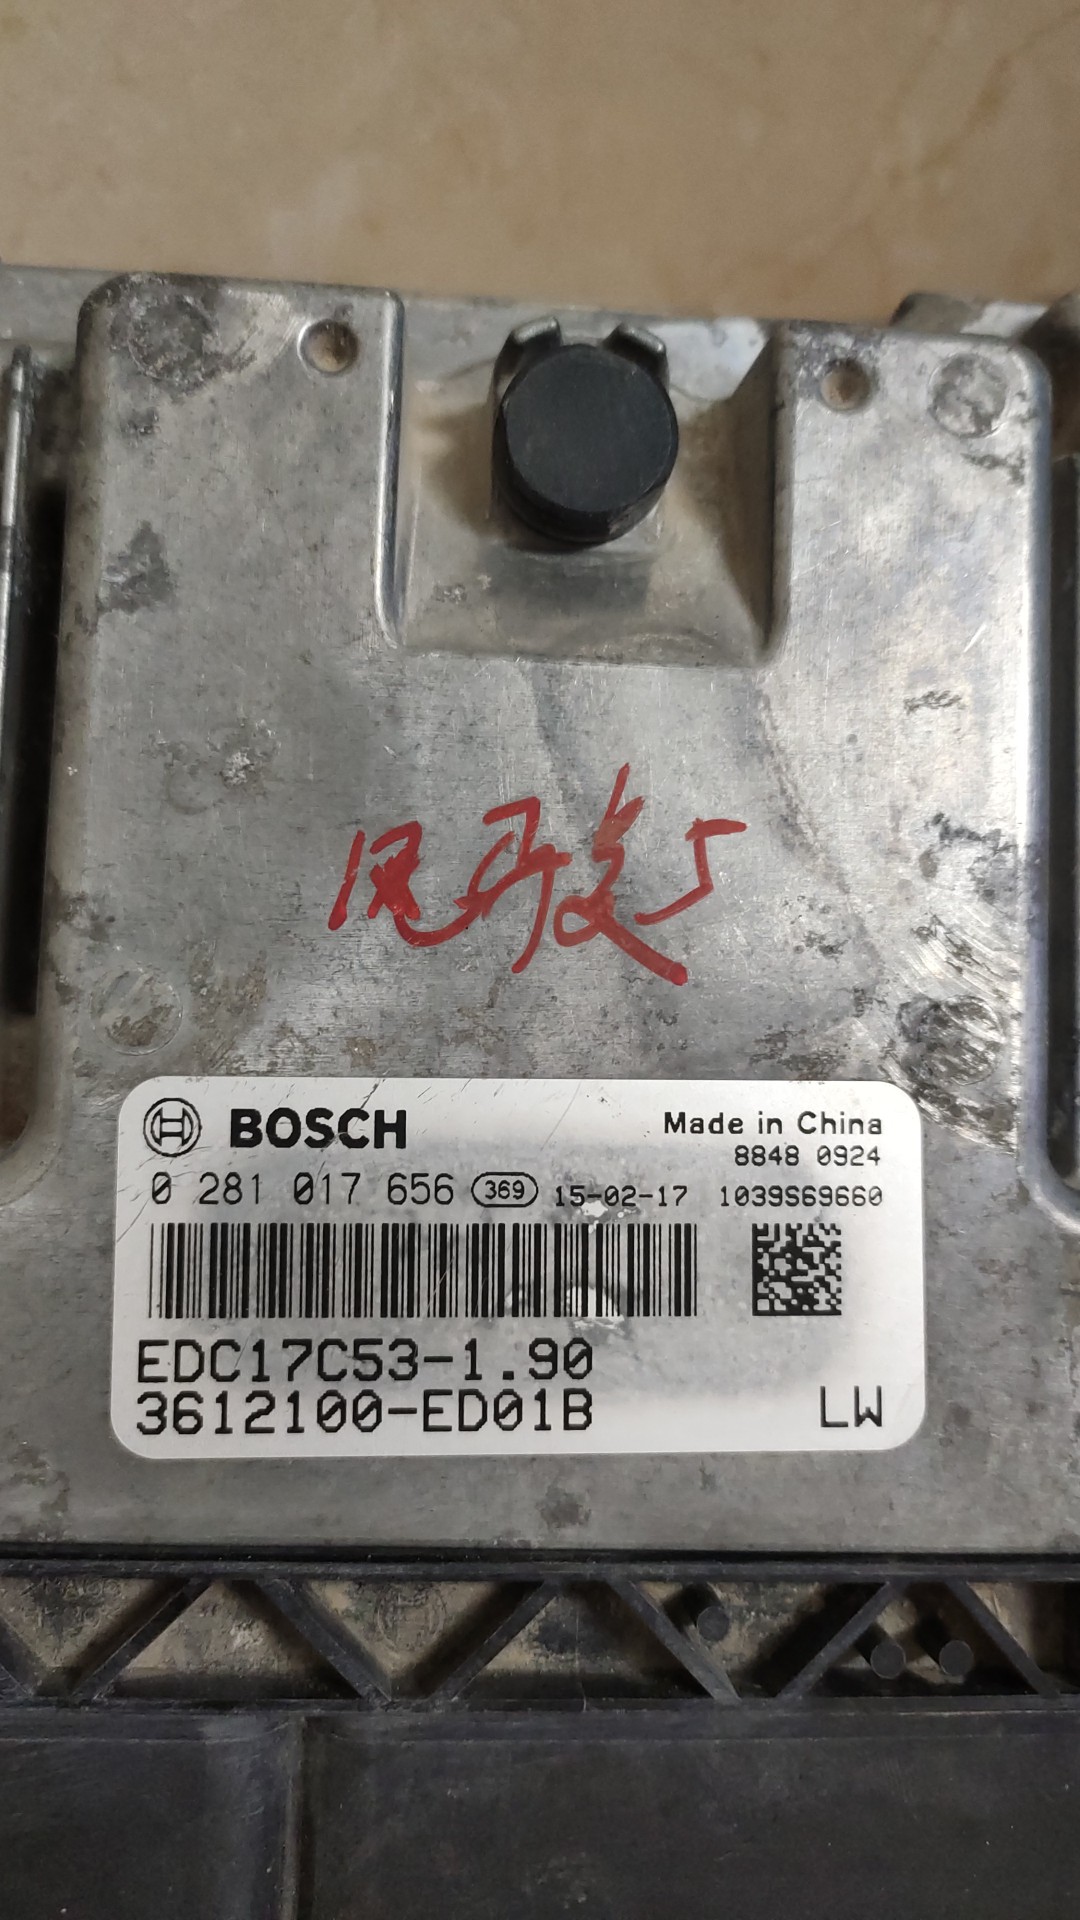 风骏5
BOSCH
Made in China
8848 0924
0 281 017 656 369 15-02-17 1039S69660
EDC17C53-1.90
3612100-ED01B
LW